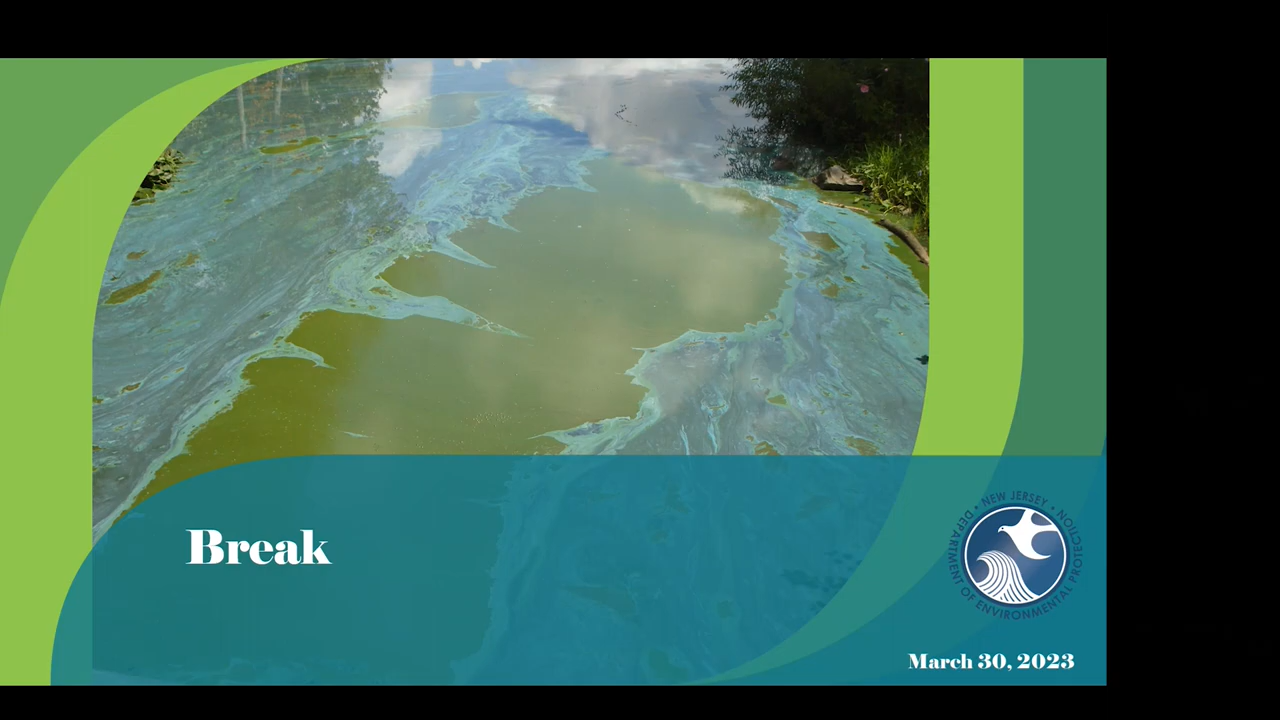 Break
• NEW JERSEY •
DEPARTMENT OF ENVIRONMENTAL PROTECTION
March 30, 2023